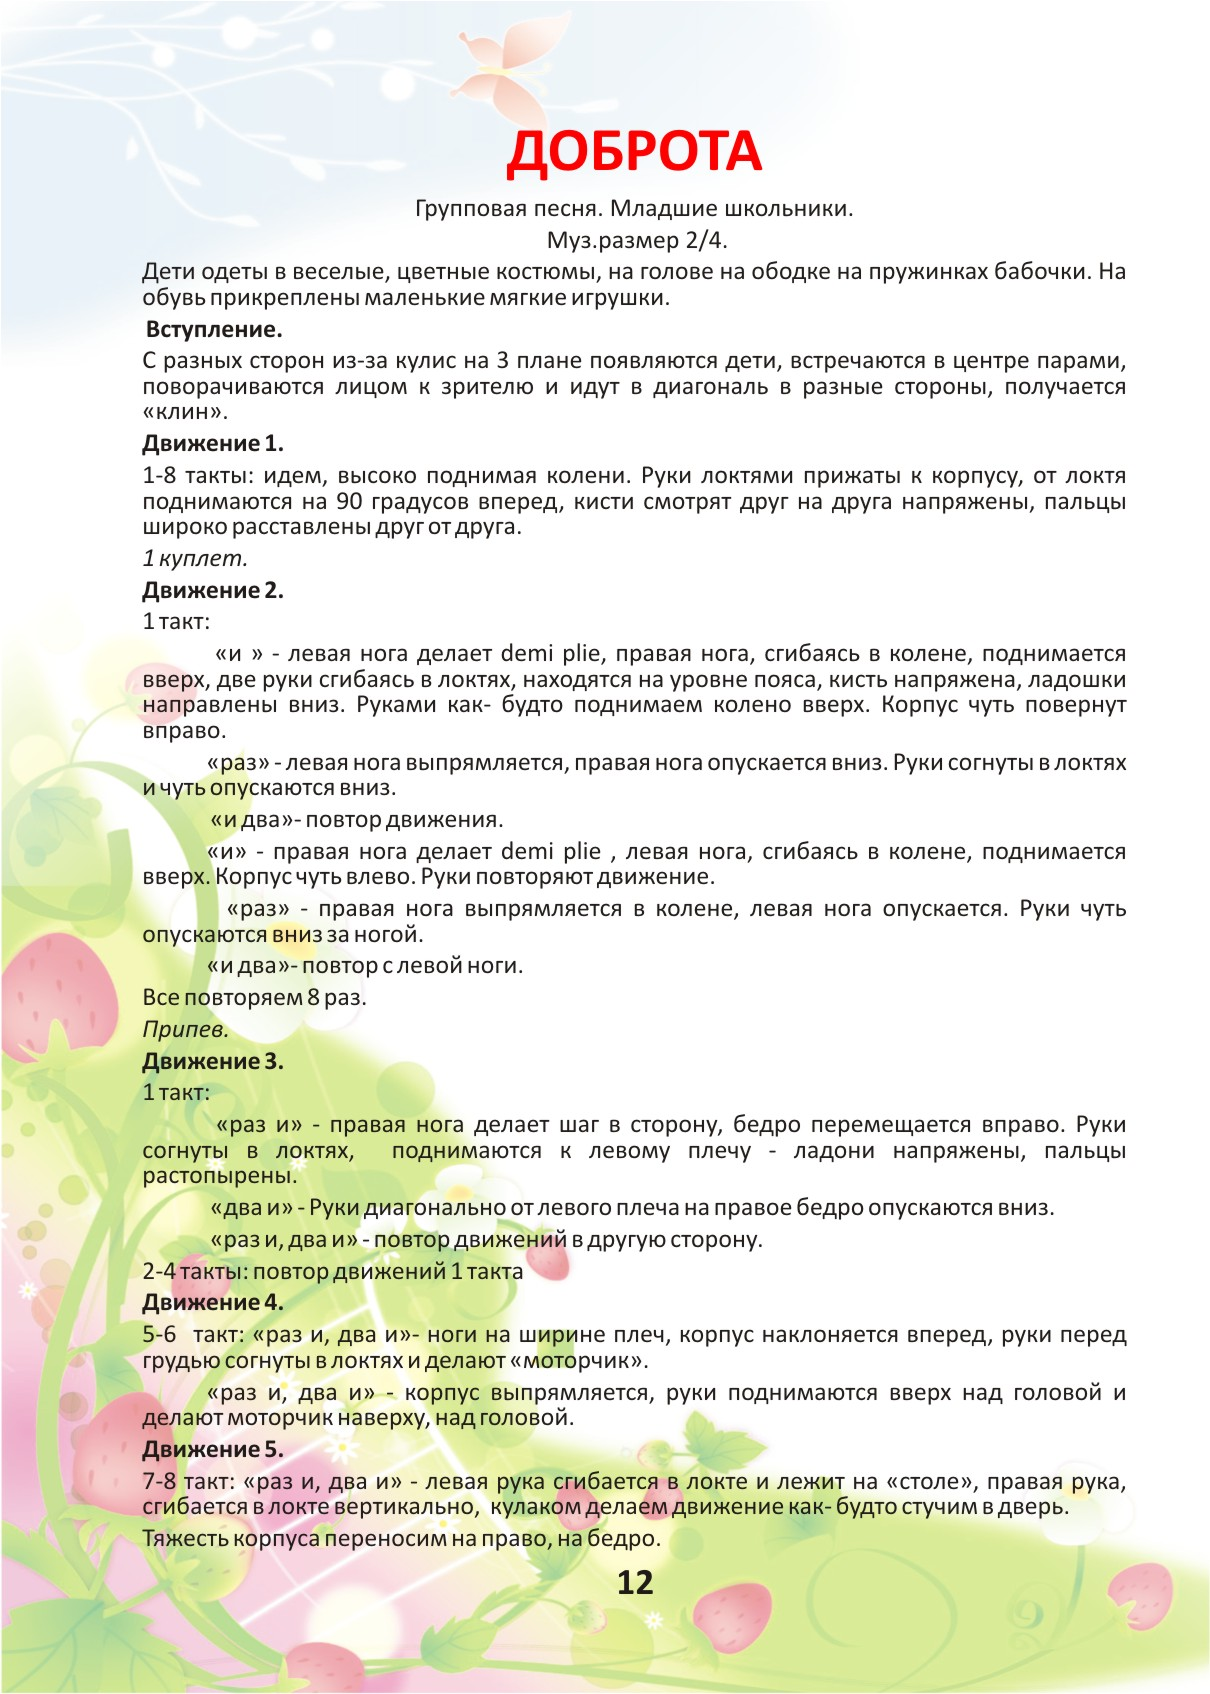 ДОБРОТА
Групповая песня. Младшие школьники.
Муз.размер 2/4.
Дети одеты в веселые, цветные костюмы, на голове на ободке на пружинках бабочки. На
обувь прикреплены маленькие мягкие игрушки.
Вступление.
С разных сторон из-за кулис на 3 плане появляются дети, встречаются в центре парами,
поворачиваются лицом к зрителю и идут в диагональ в разные стороны, получается
«клин».
Движение 1.
1-8 такты: идем, высоко поднимая колени. Руки локтями прижаты к корпусу, от локтя
поднимаются на 90 градусов вперед, кисти смотрят друг на друга напряжены, пальцы
широко расставлены друг от друга.
1 куплет.
Движение 2.
1 такт:
«и » - левая нога делает demi plie, правая нога, сгибаясь в колене, поднимается
вверх, две руки сгибаясь в локтях, находятся на уровне пояса, кисть напряжена, ладошки
направлены вниз. Руками как- будто поднимаем колено вверх. Корпус чуть повернут
вправо.
«раз» - левая нога выпрямляется, правая нога опускается вниз. Руки согнуты в локтях
и чуть опускаются вниз.
«и два»- повтор движения.
«и» - правая нога делает demi plie , левая нога, сгибаясь в колене, поднимается
вверх. Корпус чуть влево. Руки повторяют движение.
«раз» - правая нога выпрямляется в колене, левая нога опускается. Руки чуть
опускаются вниз за ногой.
«и два»- повтор с левой ноги.
Все повторяем 8 раз.
Припев.
Движение 3.
1 такт:
«раз и» - правая нога делает шаг в сторону, бедро перемещается вправо. Руки
согнуты в локтях, поднимаются к левому плечу - ладони напряжены, пальцы
растопырены.
«два и» - Руки диагонально от левого плеча на правое бедро опускаются вниз.
«раз и, два и» - повтор движений в другую сторону.
2-4 такты: повтор движений 1 такта
Движение 4.
5-6 такт: «раз и, два и»- ноги на ширине плеч, корпус наклоняется вперед, руки перед
грудью согнуты в локтях и делают «моторчик».
«раз и, два и» - корпус выпрямляется, руки поднимаются вверх над головой и
делают моторчик наверху, над головой.
Движение 5.
7-8 такт: «раз и, два и» - левая рука сгибается в локте и лежит на «столе», правая рука,
сгибается в локте вертикально, кулаком делаем движение как- будто стучим в дверь.
Тяжесть корпуса переносим на право, на бедро.
12